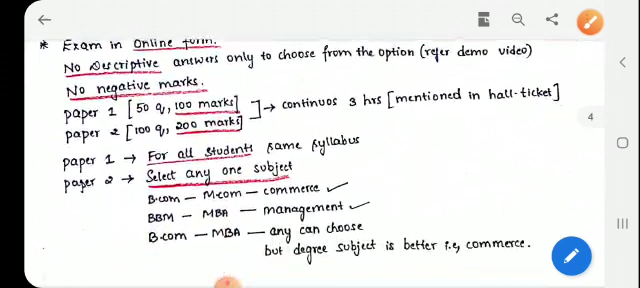 * Exam in Online form.
No Descriptive answers only to choose from the option (refer demo video)
No negative marks.
paper 1 [50 q, 100 marks] ] → continuos 3 hrs [mentioned in hall-ticket]
paper 2 [100 q, 200 marks]
paper 1 → For all students same syllabus
paper 2 → Select any one subject
B.com — M.com — commerce ✓
BBM — MBA — management ✓
B.com — MBA — any can choose
but degree subject is better i.e, commerce.
4